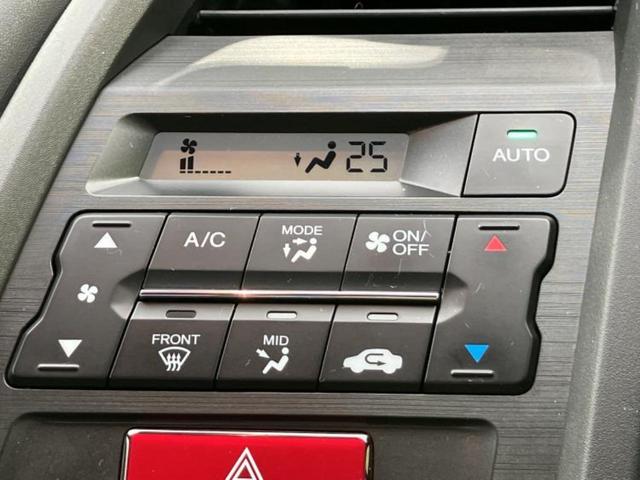 25
AUTO
A/C
MODE
ON/
OFF
FRONT
MID